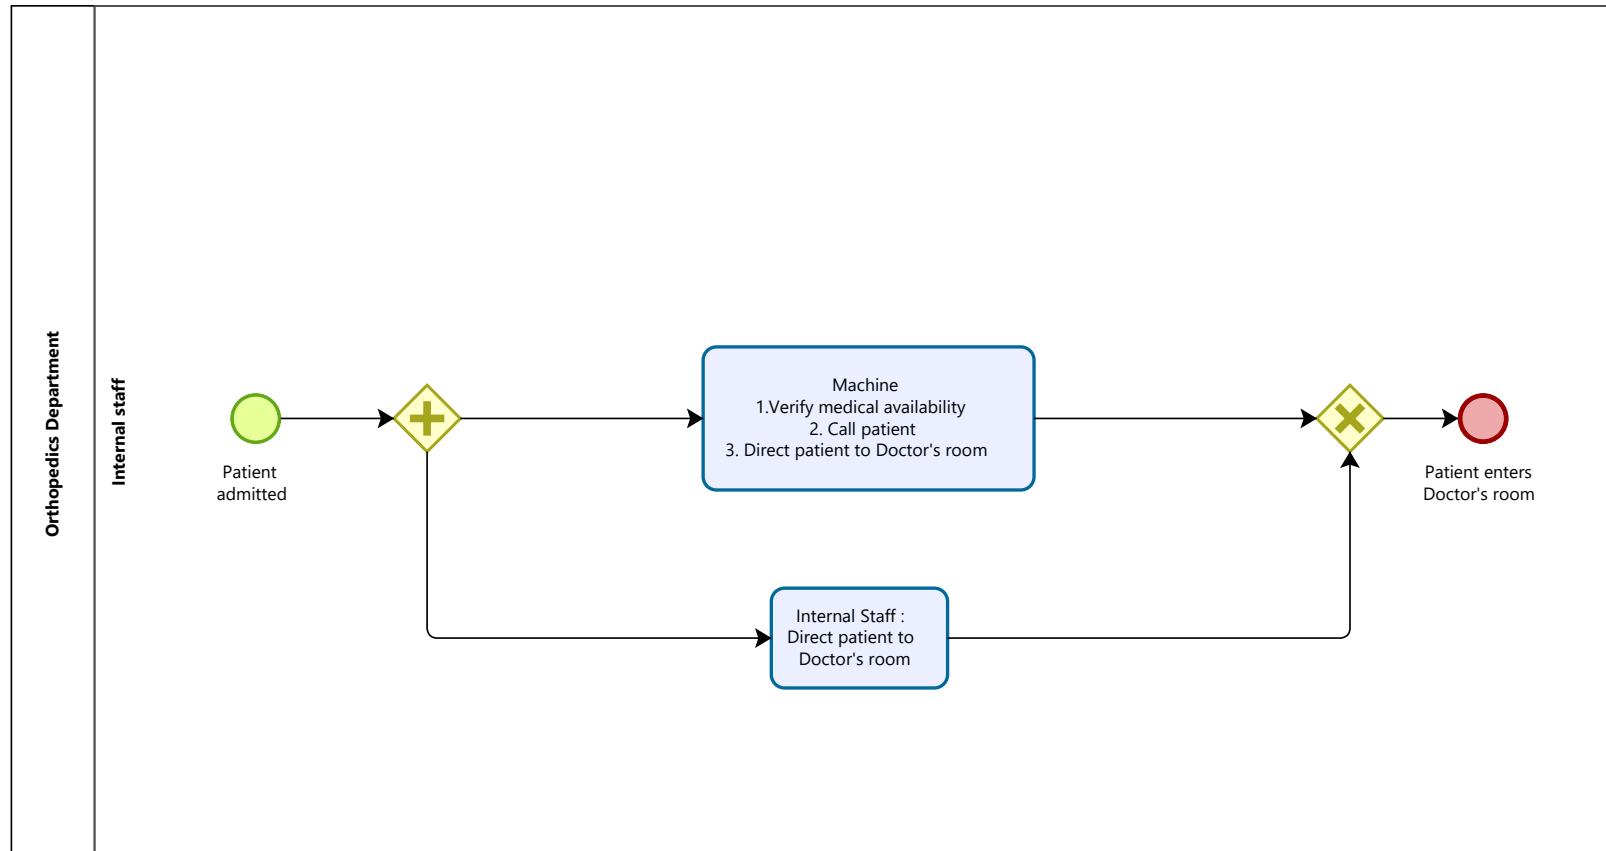 Orthopedics Department
Internal staff
Patient
admitted
Machine
1.Verify medical availability
2. Call patient
3. Direct patient to Doctor's room
Internal Staff :
Direct patient to
Doctor's room
Patient enters
Doctor's room